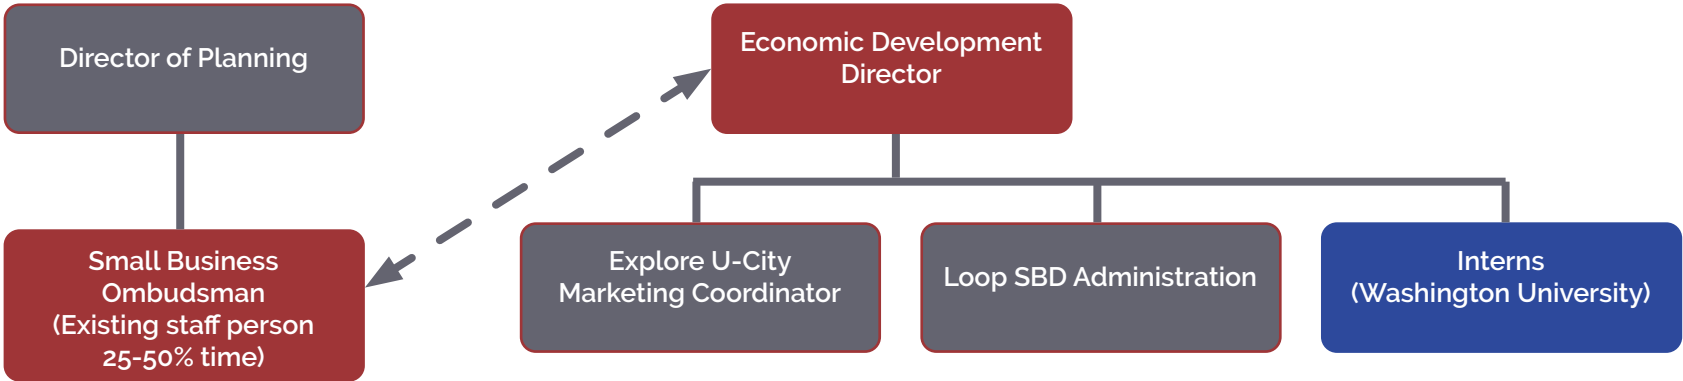 Director of Planning
Economic Development
Director
Small Business
Ombudsman
(Existing staff person
25-50% time)
Explore U-City
Marketing Coordinator
Loop SBD Administration
Interns
(Washington University)